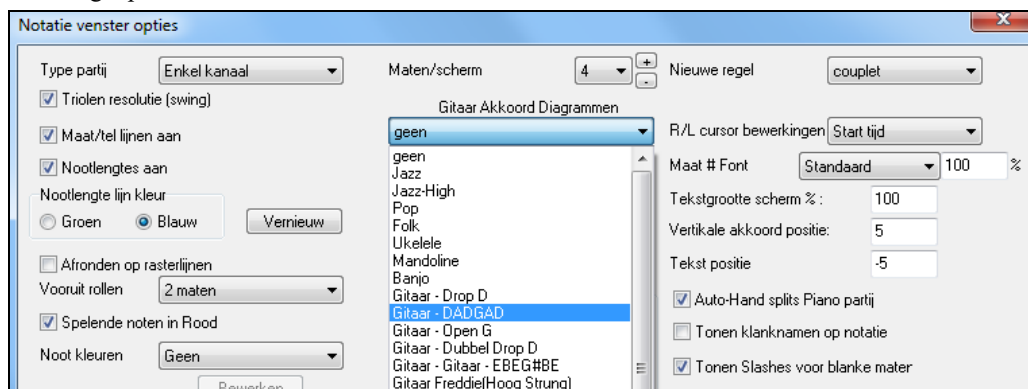 Notatie venster opties
Type partij
Enkel kanaal
Triolen resolutie (swing)
Maat/tel lijnen aan
Nootlengtes aan
Nootlengte lijn kleur
Groen
Blauw
Vernieuw
Afronden op rasterlijnen
Vooruit rollen
2 maten
Spelende noten in Rood
Noot kleuren
Geen
Maten/scherm
4
+
-
Gitaar Akkoord Diagrammen
geen
geen
Jazz
Jazz-High
Pop
Folk
Ukelele
Mandoline
Banjo
Gitaar - Drop D
Gitaar - DADGAD
Gitaar - Open G
Gitaar - Dubbel Drop D
Gitaar - Gitaar - EBEG#BE
Gitaar Freddie(Hoog Strung)
Nieuwe regel
couplet
R/L cursor bewerkingen
Start tijd
Maat # Font
Standaard
100
%
Tekstgrootte scherm % :
100
Vertikale akkoord positie:
5
Tekst positie
-5
Auto-Hand splits Piano partij
Tonen klanknamen op notatie
Tonen Slashes voor blanke mater